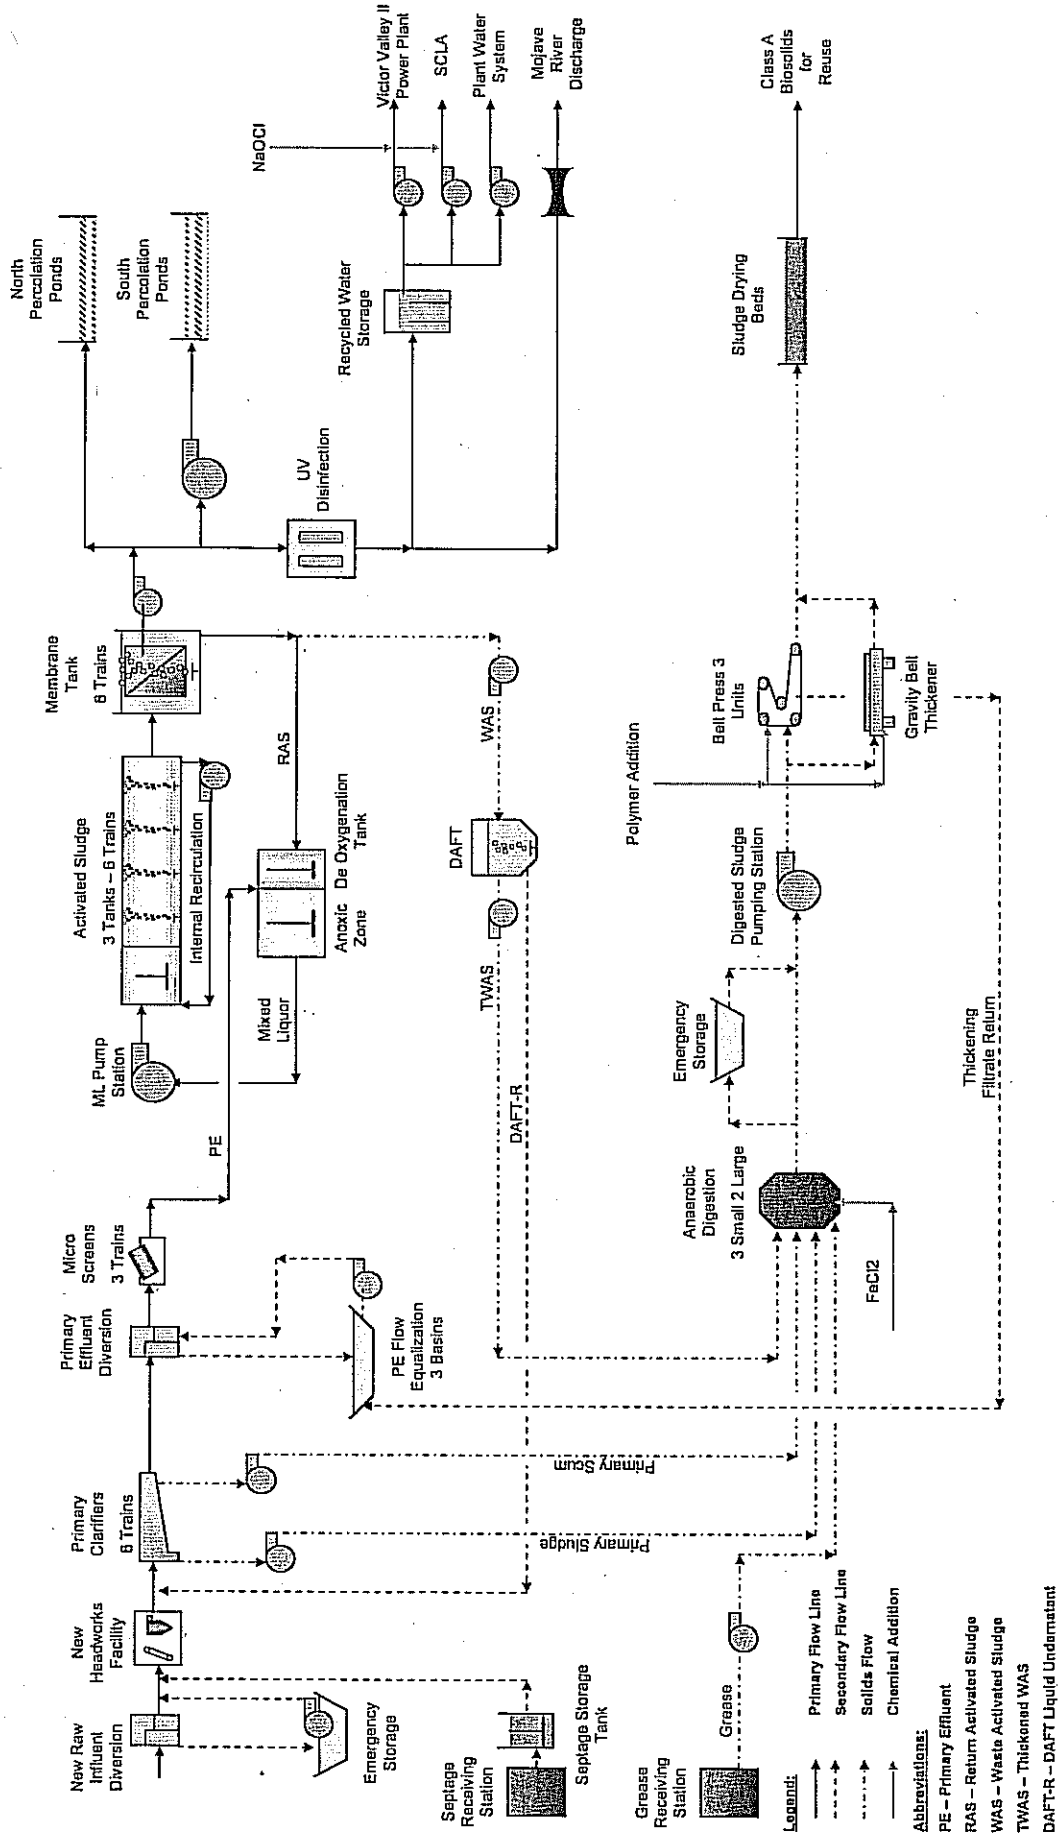 New Raw
Influent
Diversion
New
Headworks
Facility
Primary
Clarifiers
6 Trains
Primary
Effluent
Diversion
Micro
Screens
3 Trains
ML Pump
Station
Activated Sludge
3 Tanks – 6 Trains
Membrane
Tank
8 Trains
North
Percolation
Ponds
South
Percolation
Ponds
Emergency
Storage
PE Flow
Equalization
3 Basins
PE
Mixed
Liquor
Internal Recirculation
Anoxic
Zone
De Oxygenation
Tank
RAS
UV
Disinfection
NaOCl
Recycled Water
Storage
Victor Valley II
Power Plant
SCLA
Plant Water
System
Mojave
River
Discharge
Septage
Receiving
Station
Septage Storage
Tank
Primary Sludge
Primary Scum
DAFT-R
TWAS
DAFT
WAS
Grease
Receiving
Station
Grease
Anaerobic
Digestion
3 Small 2 Large
FeCl2
Emergency
Storage
Digested Sludge
Pumping Station
Polymer Addition
Belt Press 3
Units
Gravity Belt
Thickener
Thickening
Filtrate Return
Sludge Drying
Beds
Class A
Biosolids
for
Reuse
Legend:
Primary Flow Line
Secondary Flow Line
Solids Flow
Chemical Addition
Abbreviations:
PE – Primary Effluent
RAS – Return Activated Sludge
WAS – Waste Activated Sludge
TWAS – Thickened WAS
DAFT-R – DAFT Liquid Undernatant